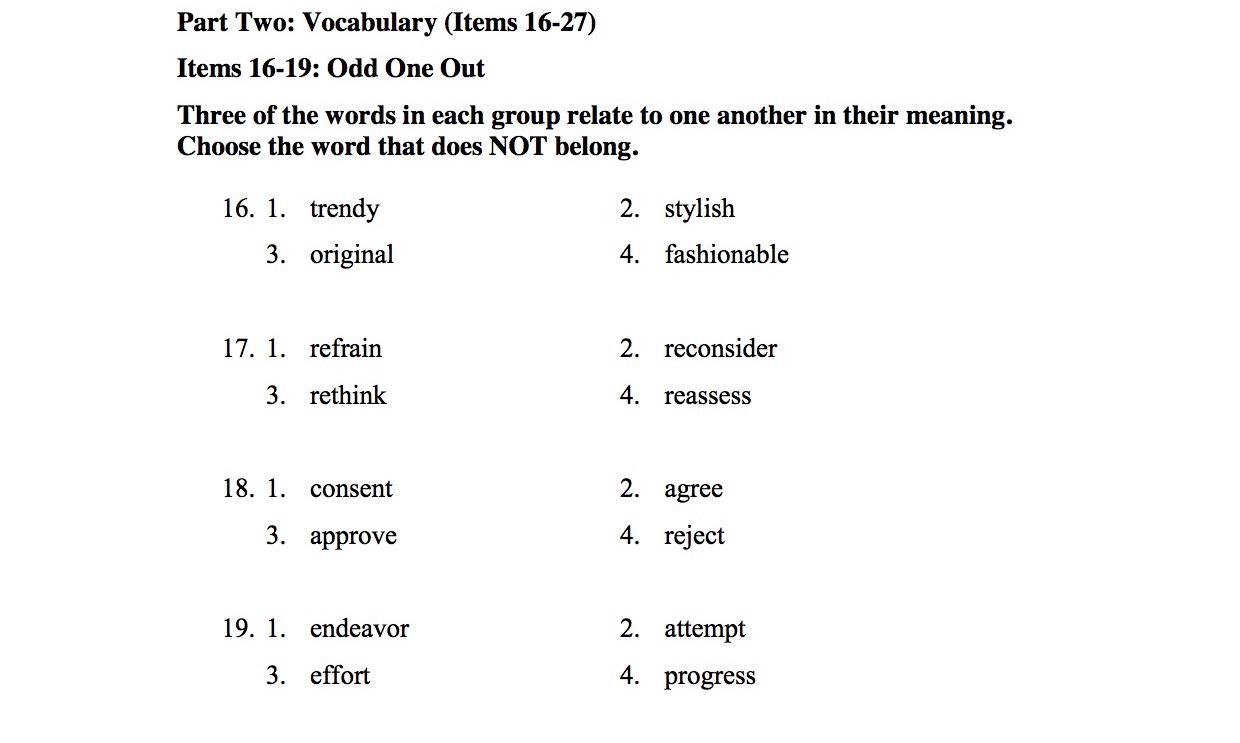 Part Two: Vocabulary (Items 16-27)
Items 16-19: Odd One Out
Three of the words in each group relate to one another in their meaning.
Choose the word that does NOT belong.
16. 1. trendy 2. stylish
3. original 4. fashionable
17. 1. refrain 2. reconsider
3. rethink 4. reassess
18. 1. consent 2. agree
3. approve 4. reject
19. 1. endeavor 2. attempt
3. effort 4. progress